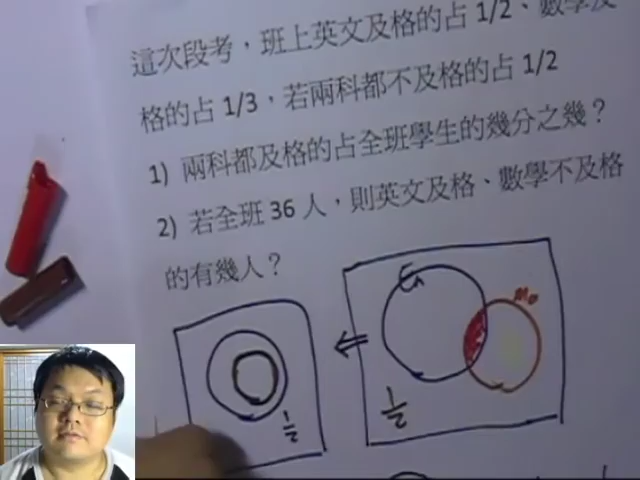 這次段考，班上英文及格的占 1/2、數學及
格的占 1/3，若兩科都不及格的占 1/2
1) 兩科都及格的占全班學生的幾分之幾？
2) 若全班 36 人，則英文及格、數學不及格
的有幾人？
En
Ma
1/2
1/2